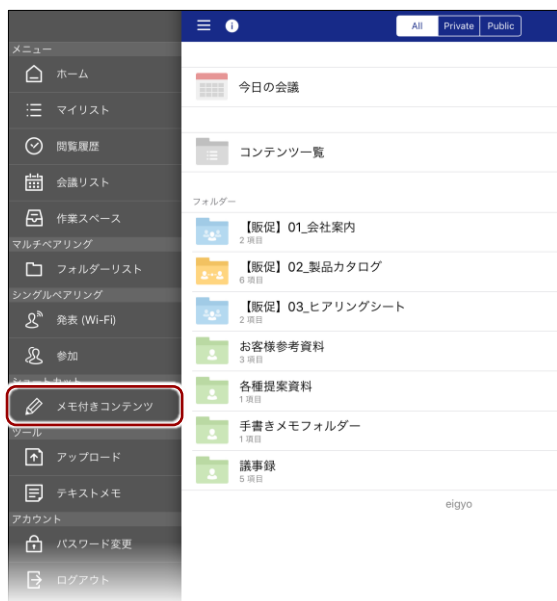 メニュー
ホーム
マイリスト
閲覧履歴
会議リスト
作業スペース
マルチペアリング
フォルダーリスト
シングルペアリング
発表 (Wi-Fi)
参加
ショートカット
メモ付きコンテンツ
ツール
アップロード
テキストメモ
アカウント
パスワード変更
ログアウト
All Private Public
今日の会議
コンテンツ一覧
フォルダー
【販促】01_会社案内
2 項目
【販促】02_製品カタログ
6 項目
【販促】03_ヒアリングシート
2 項目
お客様参考資料
3 項目
各種提案資料
1 項目
手書きメモフォルダー
1 項目
議事録
5 項目
eigyo